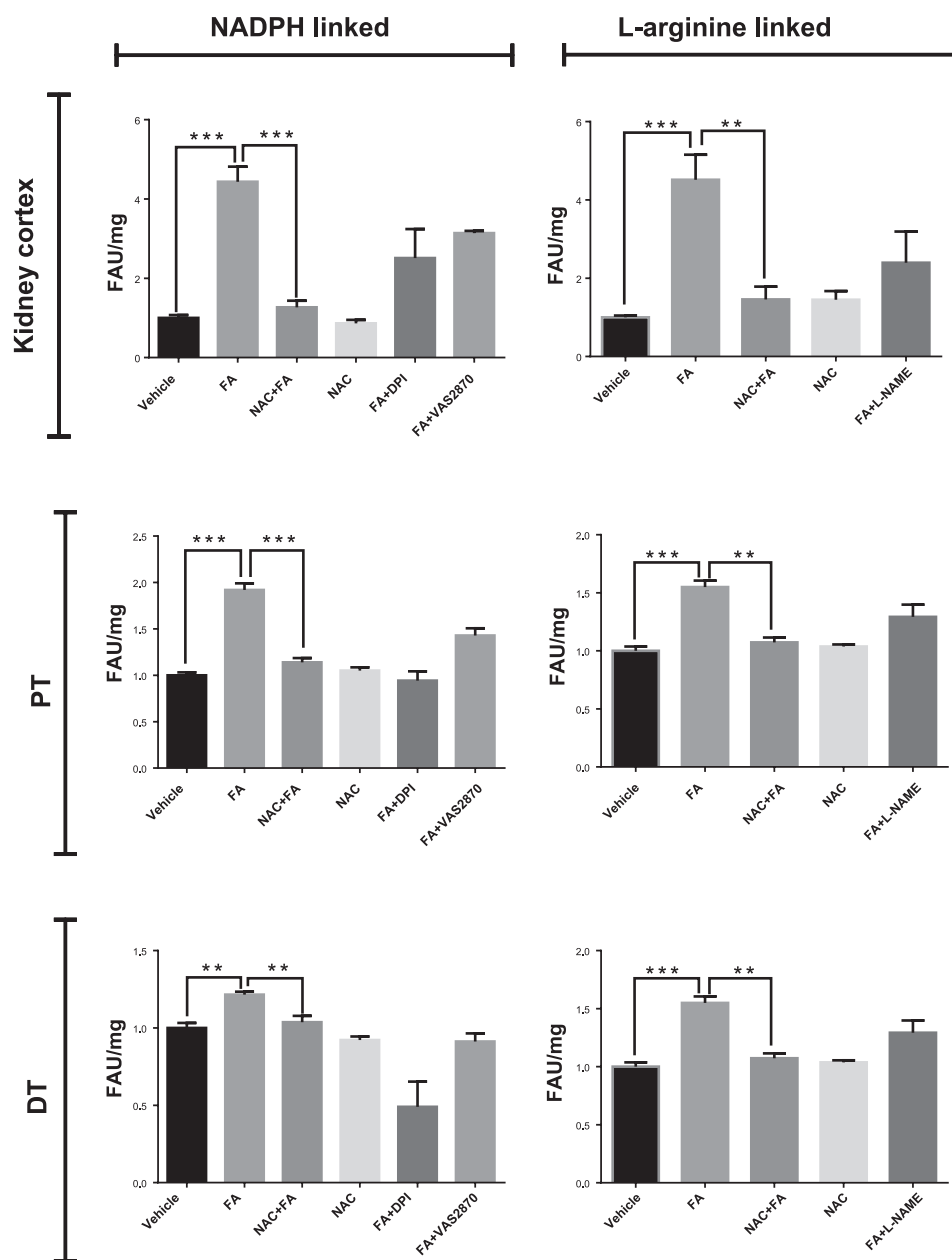 NADPH linked
L-arginine linked
Kidney cortex
FAU/mg
6
4
2
0
***
***
Vehicle
FA
NAC+FA
NAC
FA+DPI
FA+VAS2870
FAU/mg
6
4
2
0
***
**
Vehicle
FA
NAC+FA
NAC
FA+L-NAME
PT
FAU/mg
2.5
2.0
1.5
1.0
0.5
0.0
***
***
Vehicle
FA
NAC+FA
NAC
FA+DPI
FA+VAS2870
FAU/mg
2.0
1.5
1.0
0.5
0.0
***
**
Vehicle
FA
NAC+FA
NAC
FA+L-NAME
DT
FAU/mg
1.5
1.0
0.5
0.0
**
**
Vehicle
FA
NAC+FA
NAC
FA+DPI
FA+VAS2870
FAU/mg
2.0
1.5
1.0
0.5
0.0
***
**
Vehicle
FA
NAC+FA
NAC
FA+L-NAME